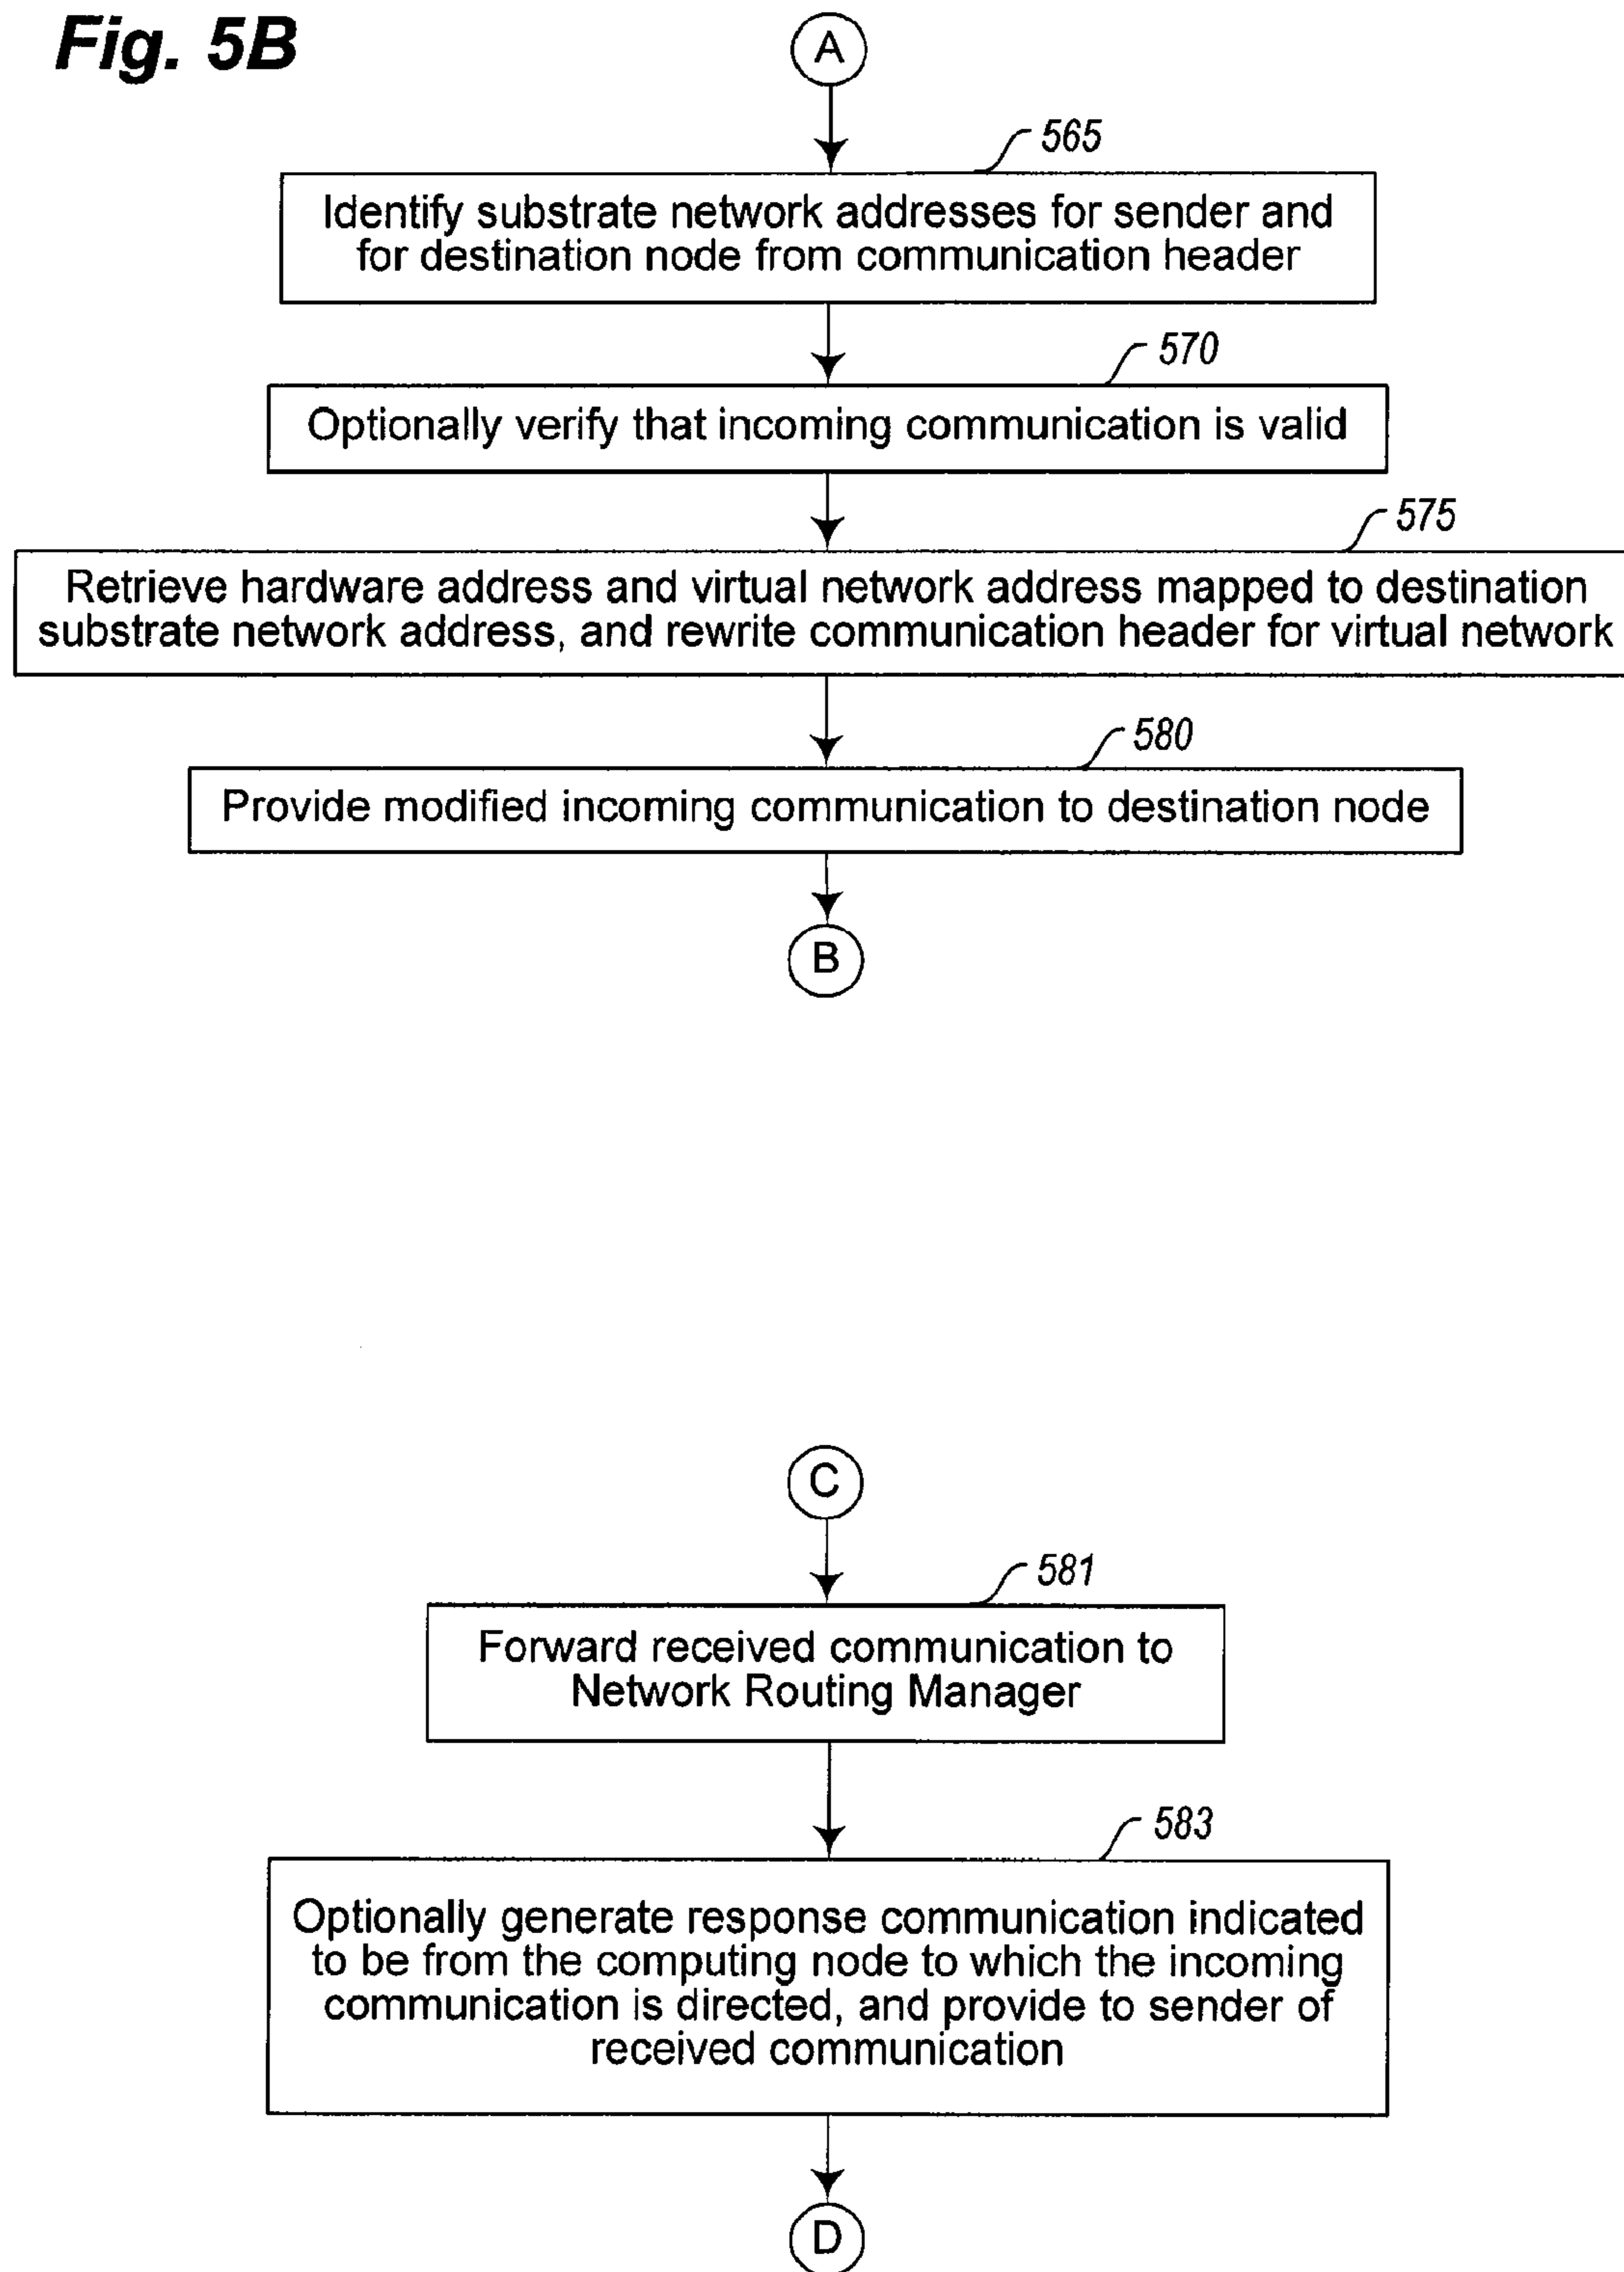 Fig. 5B
A
565
Identify substrate network addresses for sender and
for destination node from communication header
570
Optionally verify that incoming communication is valid
575
Retrieve hardware address and virtual network address mapped to destination
substrate network address, and rewrite communication header for virtual network
580
Provide modified incoming communication to destination node
B
C
581
Forward received communication to
Network Routing Manager
583
Optionally generate response communication indicated
to be from the computing node to which the incoming
communication is directed, and provide to sender of
received communication
D